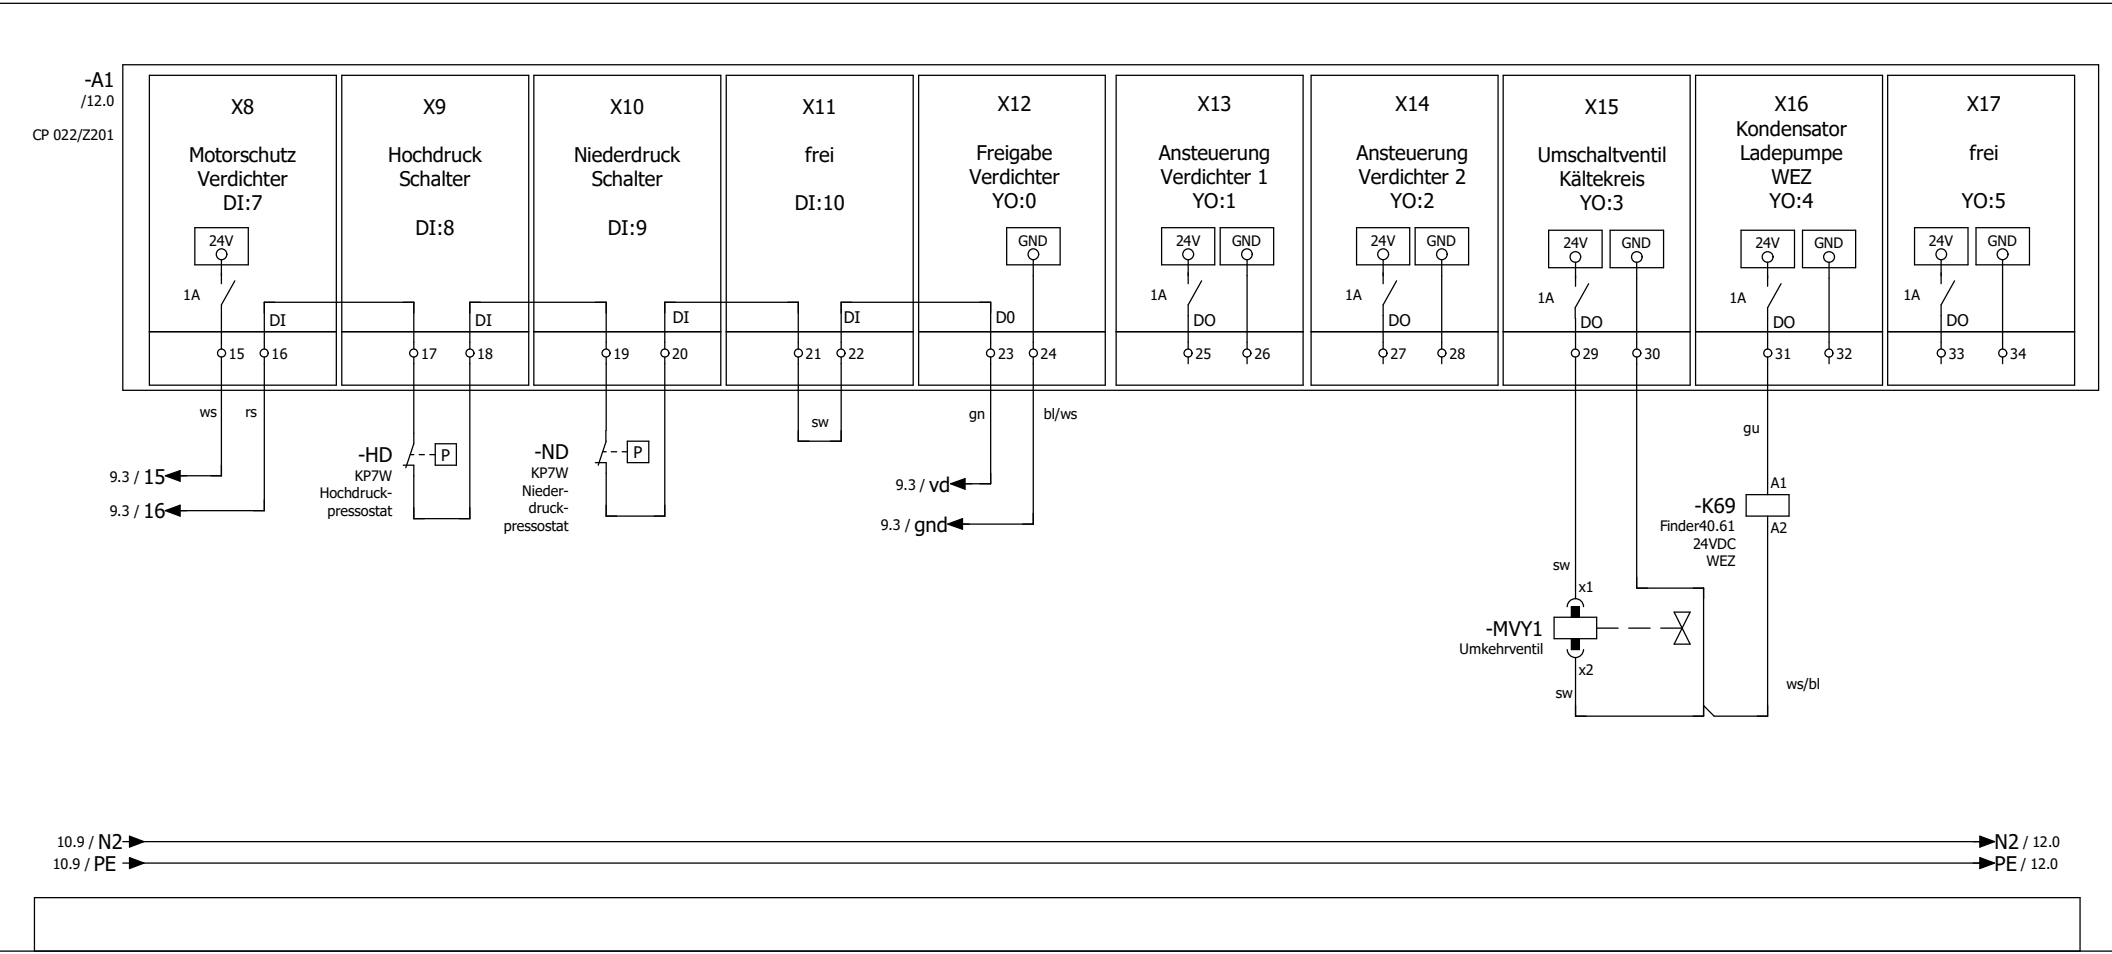 -A1
/12.0
CP 022/Z201
X8
Motorschutz
Verdichter
DI:7
24V
1A
DI
15
16
X9
Hochdruck
Schalter
DI:8
DI
17
18
X10
Niederdruck
Schalter
DI:9
DI
19
20
X11
frei
DI:10
DI
21
22
X12
Freigabe
Verdichter
YO:0
GND
D0
23
24
X13
Ansteuerung
Verdichter 1
YO:1
24V
GND
1A
DO
25
26
X14
Ansteuerung
Verdichter 2
YO:2
24V
GND
1A
DO
27
28
X15
Umschaltventil
Kältekreis
YO:3
24V
GND
1A
DO
29
30
X16
Kondensator
Ladepumpe
WEZ
YO:4
24V
GND
1A
DO
31
32
X17
frei
YO:5
24V
GND
1A
DO
33
34
ws
rs
9.3 / 15
9.3 / 16
-HD
KP7W
Hochdruck-
pressostat
P
-ND
KP7W
Nieder-
druck-
pressostat
P
sw
gn
bl/ws
9.3 / vd
9.3 / gnd
sw
x1
-MVY1
Umkehrventil
x2
sw
gu
A1
-K69
Finder40.61
24VDC
WEZ
A2
ws/bl
10.9 / N2
N2 / 12.0
10.9 / PE
PE / 12.0